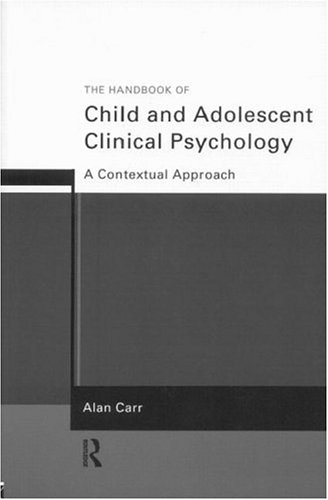 THE HANDBOOK OF
Child and Adolescent
Clinical Psychology
A Contextual Approach
Alan Carr
R